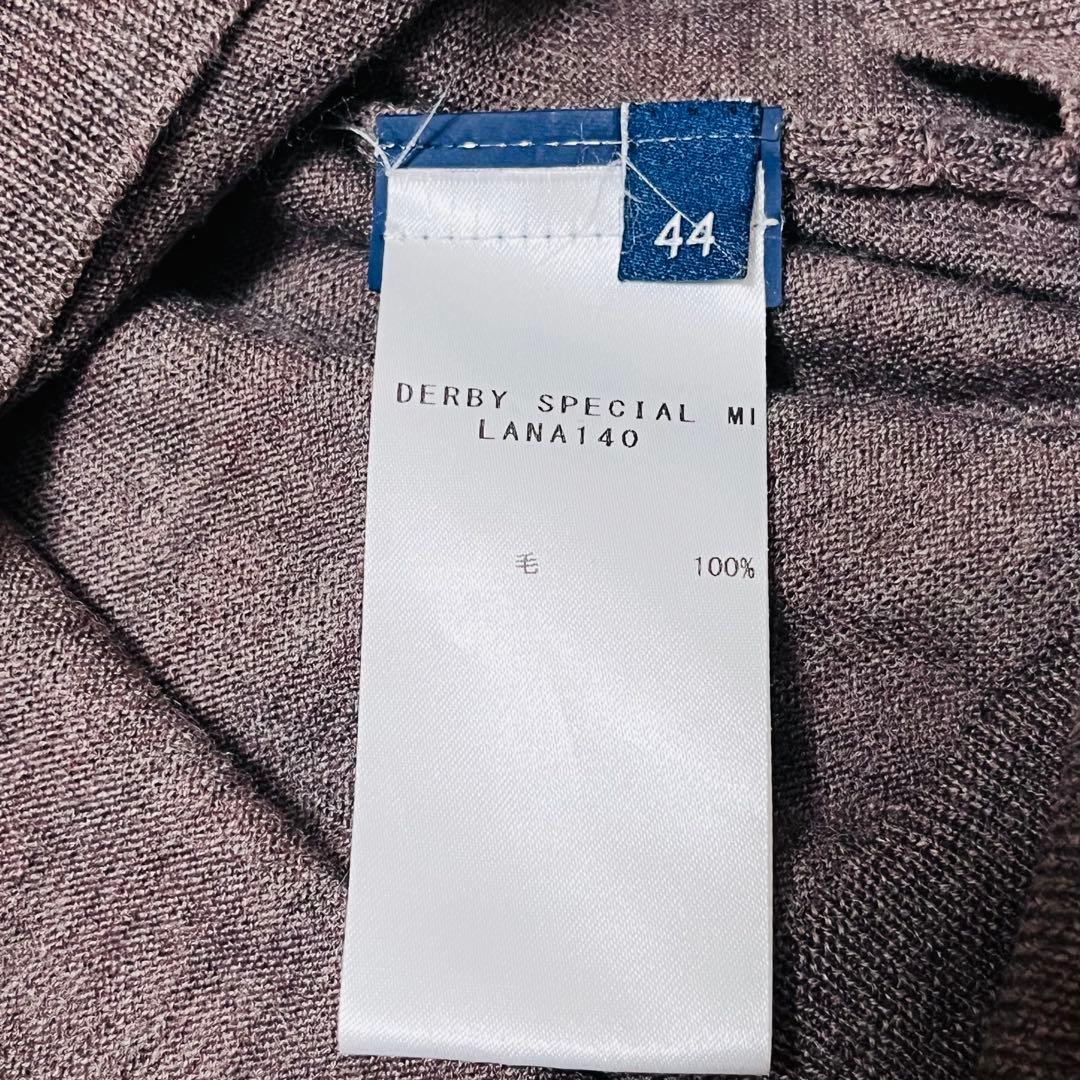 44
DERBY SPECIAL MI
LANA140
毛 100%